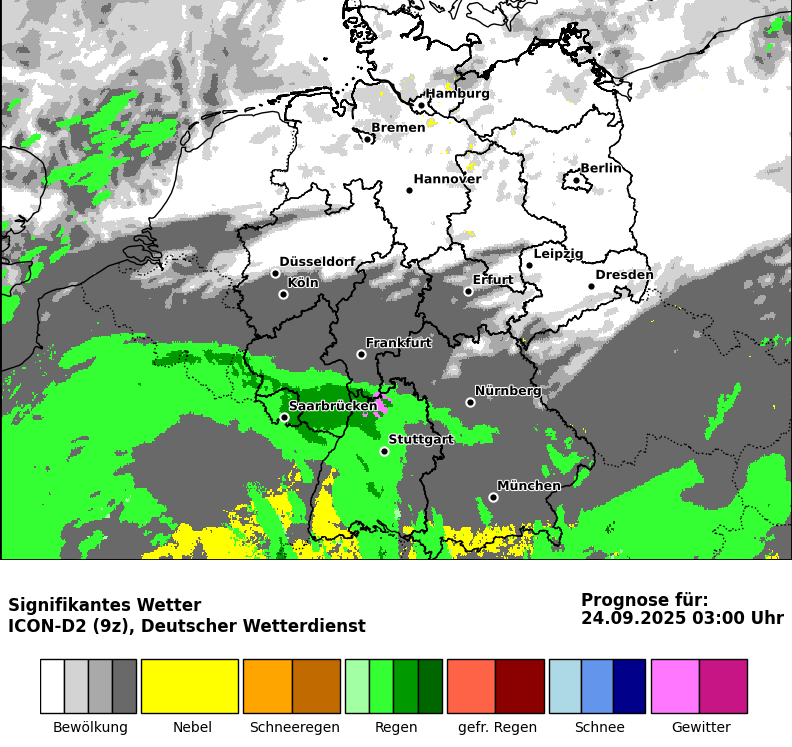 Hamburg
Bremen
Berlin
Hannover
Leipzig
Düsseldorf
Dresden
Köln
Erfurt
Frankfurt
Nürnberg
Saarbrücken
Stuttgart
München
Signifikantes Wetter
ICON-D2 (9z), Deutscher Wetterdienst
Prognose für:
24.09.2025 03:00 Uhr
Bewölkung
Nebel
Schneeregen
Regen
gefr. Regen
Schnee
Gewitter